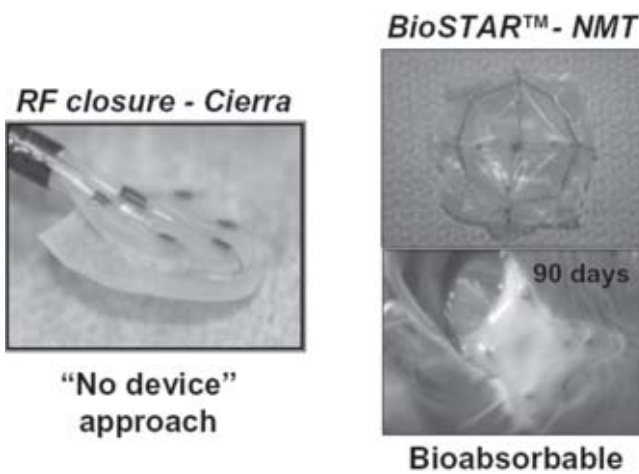 RF closure - Cierra
“No device”
approach
BioSTAR™ - NMT
90 days
Bioabsorbable